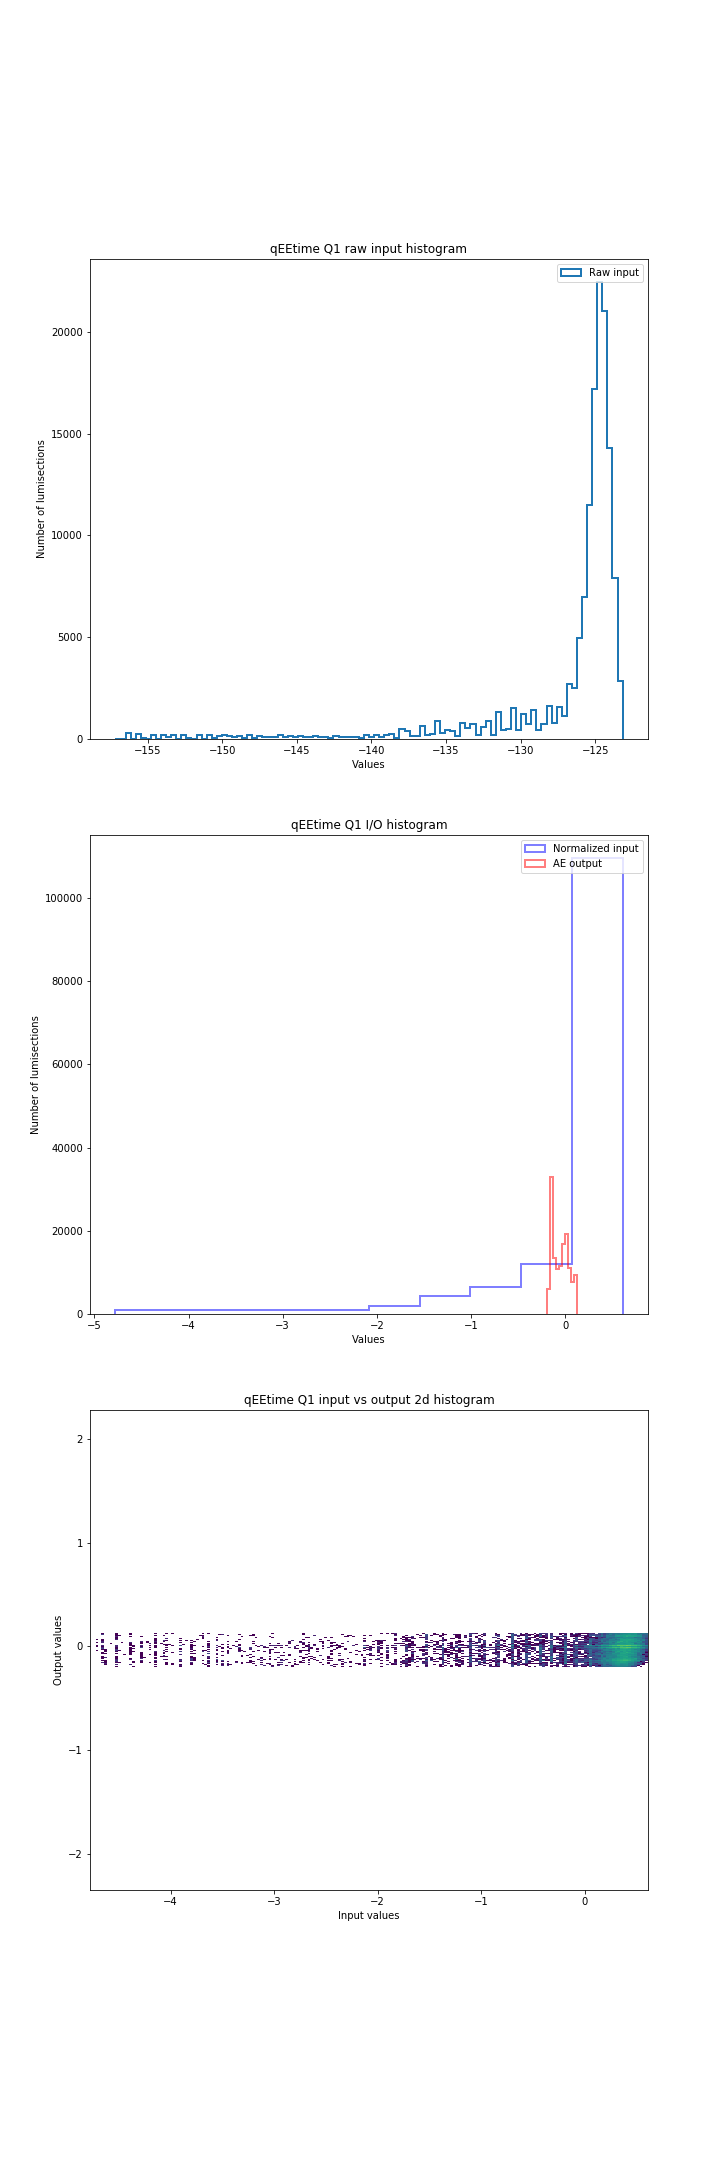 qEEtime Q1 raw input histogram
Raw input
20000
15000
10000
5000
0
Number of lumisections
−155 −150 −145 −140 −135 −130 −125
Values
qEEtime Q1 I/O histogram
Normalized input
AE output
100000
80000
60000
40000
20000
0
Number of lumisections
−5 −4 −3 −2 −1 0
Values
qEEtime Q1 input vs output 2d histogram
2
1
0
−1
−2
Output values
−4 −3 −2 −1 0
Input values